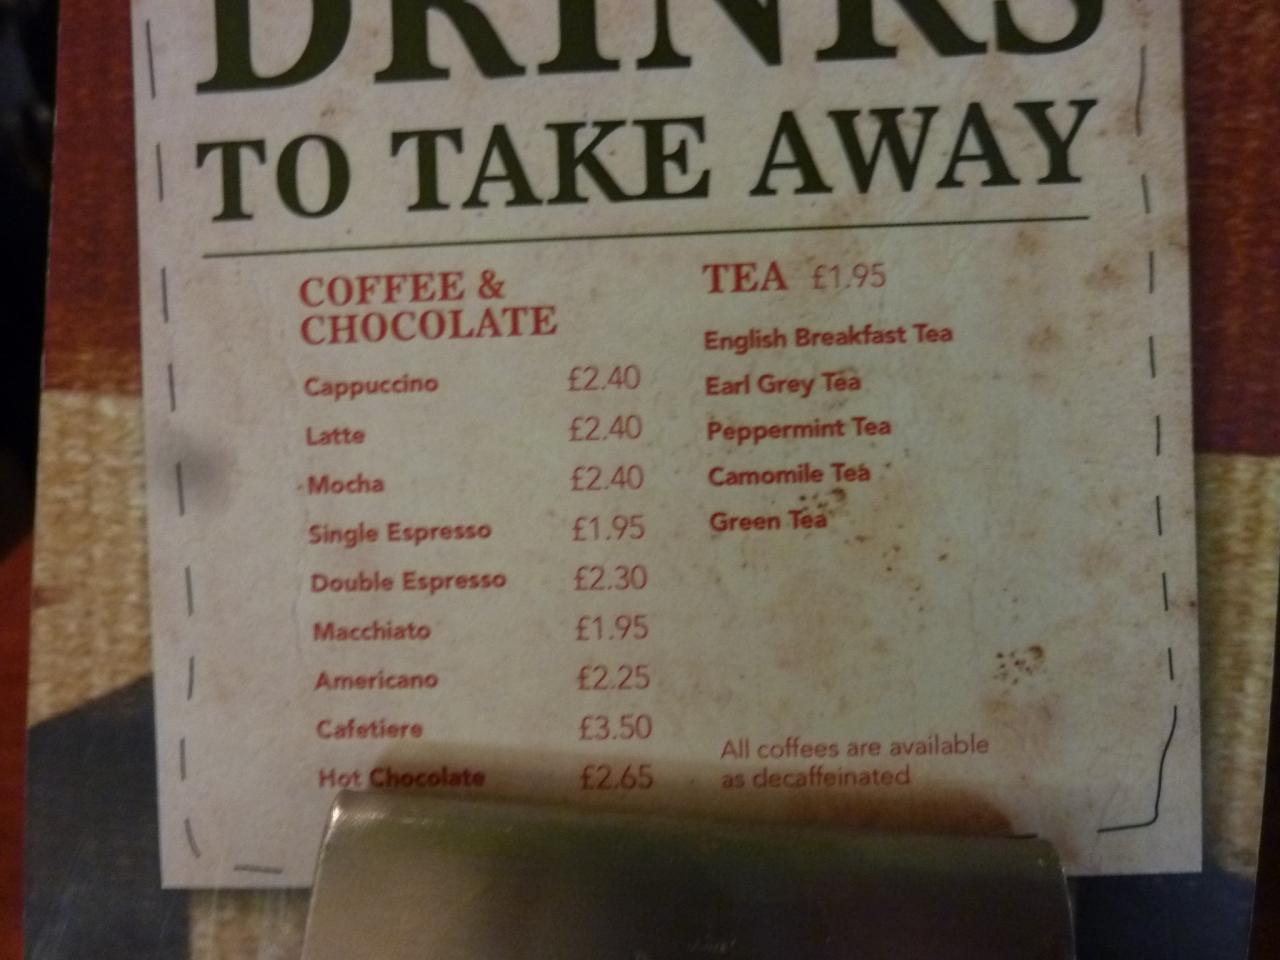 DRINKS
TO TAKE AWAY
COFFEE &
CHOCOLATE
Cappuccino £2.40
Latte £2.40
Mocha £2.40
Single Espresso £1.95
Double Espresso £2.30
Macchiato £1.95
Americano £2.25
Cafetiere £3.50
Hot Chocolate £2.65
TEA £1.95
English Breakfast Tea
Earl Grey Tea
Peppermint Tea
Camomile Tea
Green Tea
All coffees are available
as decaffeinated